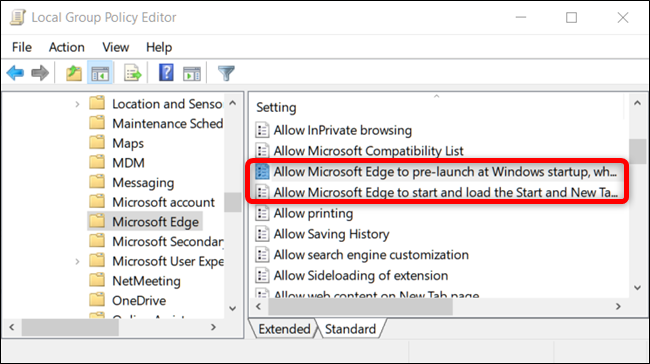 Local Group Policy Editor
File Action View Help
Location and Senso
Maintenance Sched
Maps
MDM
Messaging
Microsoft account
Microsoft Edge
Microsoft Secondary
Microsoft User Expe
NetMeeting
OneDrive
Setting
Allow InPrivate browsing
Allow Microsoft Compatibility List
Allow Microsoft Edge to pre-launch at Windows startup, wh...
Allow Microsoft Edge to start and load the Start and New Ta...
Allow printing
Allow Saving History
Allow search engine customization
Allow Sideloading of extension
Allow web content on New Tab page
Extended Standard